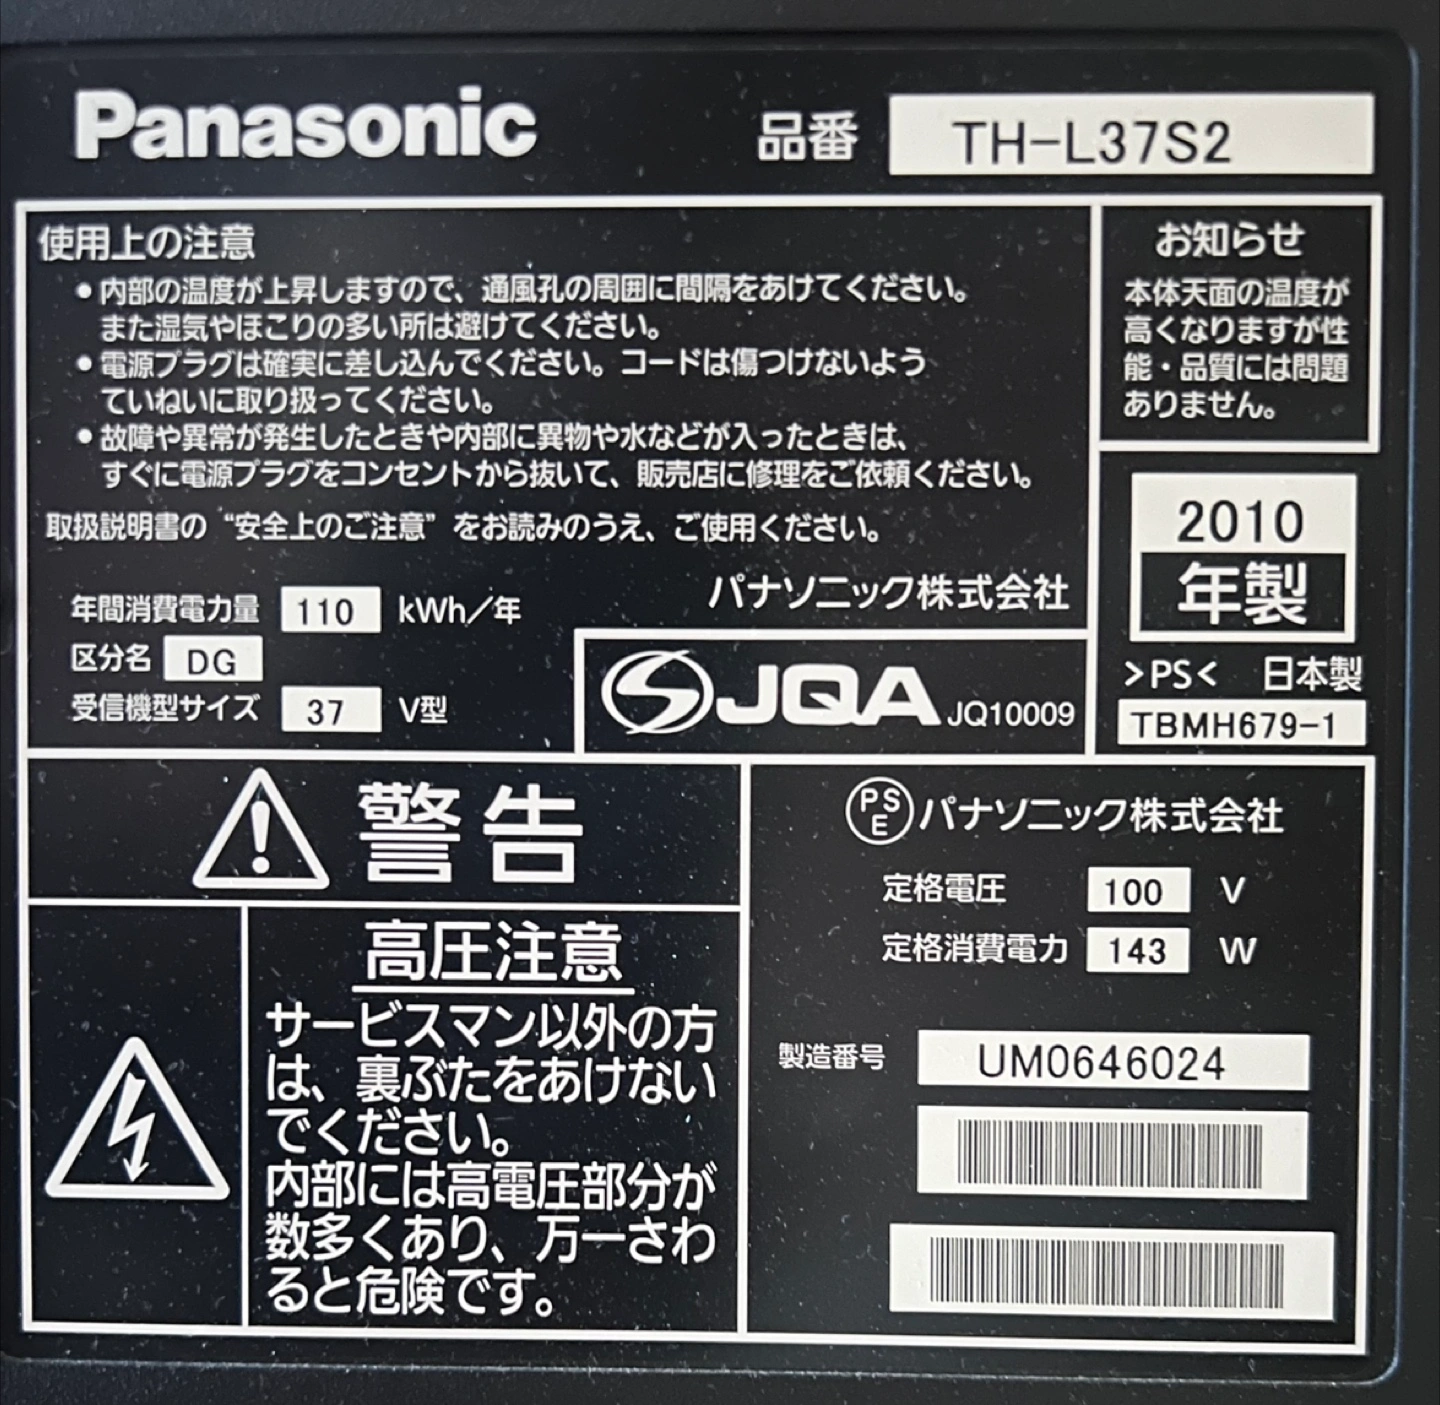 Panasonic 品番 TH-L37S2
使用上の注意
●内部の温度が上昇しますので、通風孔の周囲に間隔をあけてください。
また湿気やほこりの多い所は避けてください。
●電源プラグは確実に差し込んでください。コードは傷つけないよう
ていねいに取り扱ってください。
●故障や異常が発生したときや内部に異物や水などが入ったときは、
すぐに電源プラグをコンセントから抜いて、販売店に修理をご依頼ください。
取扱説明書の “安全上のご注意” をお読みのうえ、ご使用ください。
パナソニック株式会社
年間消費電力量 110 kWh/年
区分名 DG
受信機型サイズ 37 V型
JQA JQ10009
お知らせ
本体天面の温度が
高くなりますが性
能・品質には問題
ありません。
2010
年製
>PS< 日本製
TBMH679-1
警告
高圧注意
サービスマン以外の方
は、裏ぶたをあけない
でください。
内部には高電圧部分が
数多くあり、万一さわ
ると危険です。
PSE パナソニック株式会社
定格電圧 100 V
定格消費電力 143 W
製造番号 UM0646024